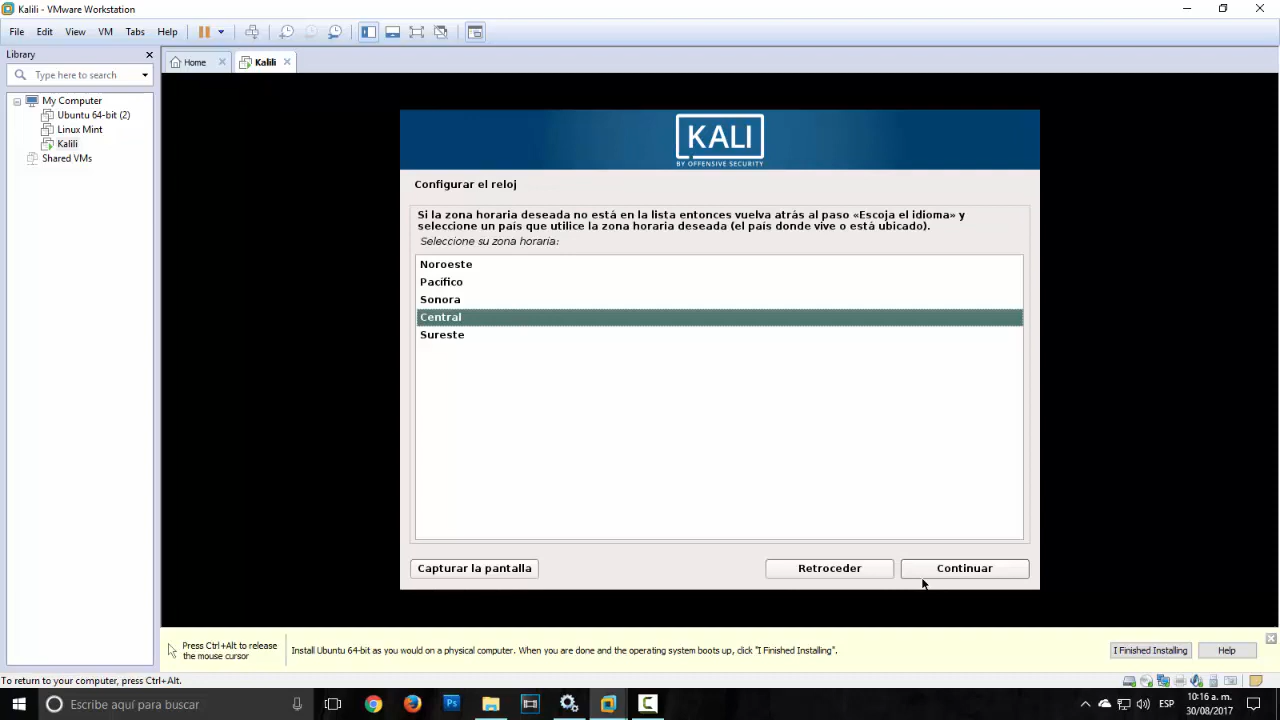 Kalili - VMware Workstation
File Edit View VM Tabs Help
Library
Type here to search
My Computer
Ubuntu 64-bit (2)
Linux Mint
Kalili
Shared VMs
Home
Kalili
KALI
BY OFFENSIVE SECURITY
Configurar el reloj
Si la zona horaria deseada no está en la lista entonces vuelva atrás al paso «Escoja el idioma» y
seleccione un país que utilice la zona horaria deseada (el país donde vive o está ubicado).
Seleccione su zona horaria:
Noroeste
Pacífico
Sonora
Central
Sureste
Capturar la pantalla
Retroceder
Continuar
Press Ctrl+Alt to release
the mouse cursor
Install Ubuntu 64-bit as you would on a physical computer. When you are done and the operating system boots up, click "I Finished Installing".
I Finished Installing
Help
To return to your computer, press Ctrl+Alt.
Escribe aquí para buscar
Ps
ESP
10:16 a. m.
30/08/2017